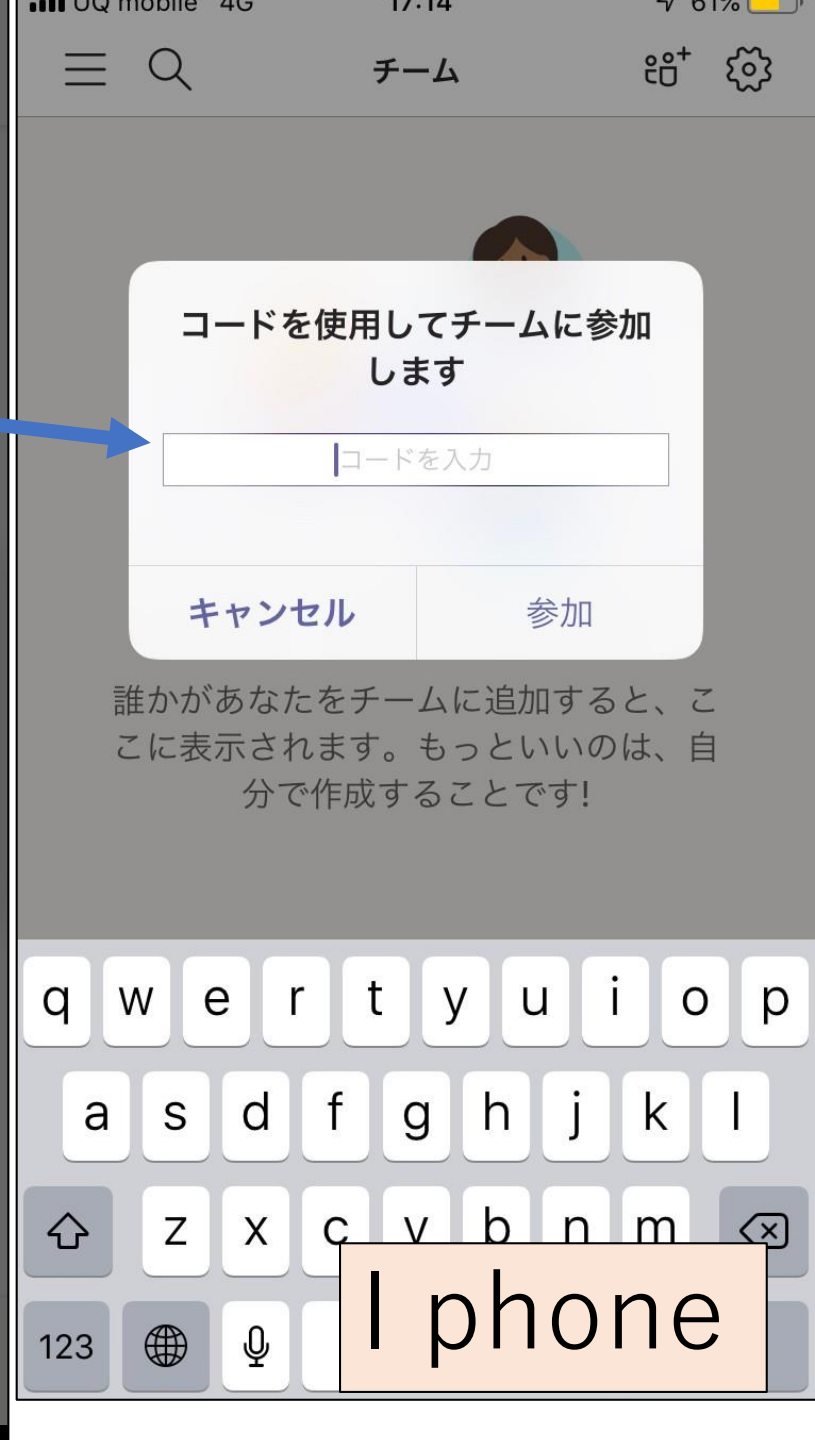 UQ mobile 4G 17:14 61%
チーム
コードを使用してチームに参加
します
コードを入力
キャンセル 参加
誰かがあなたをチームに追加すると、こ
こに表示されます。もっといいのは、自
分で作成することです!
q w e r t y u i o p
a s d f g h j k l
z x c v b n m
123
I phone